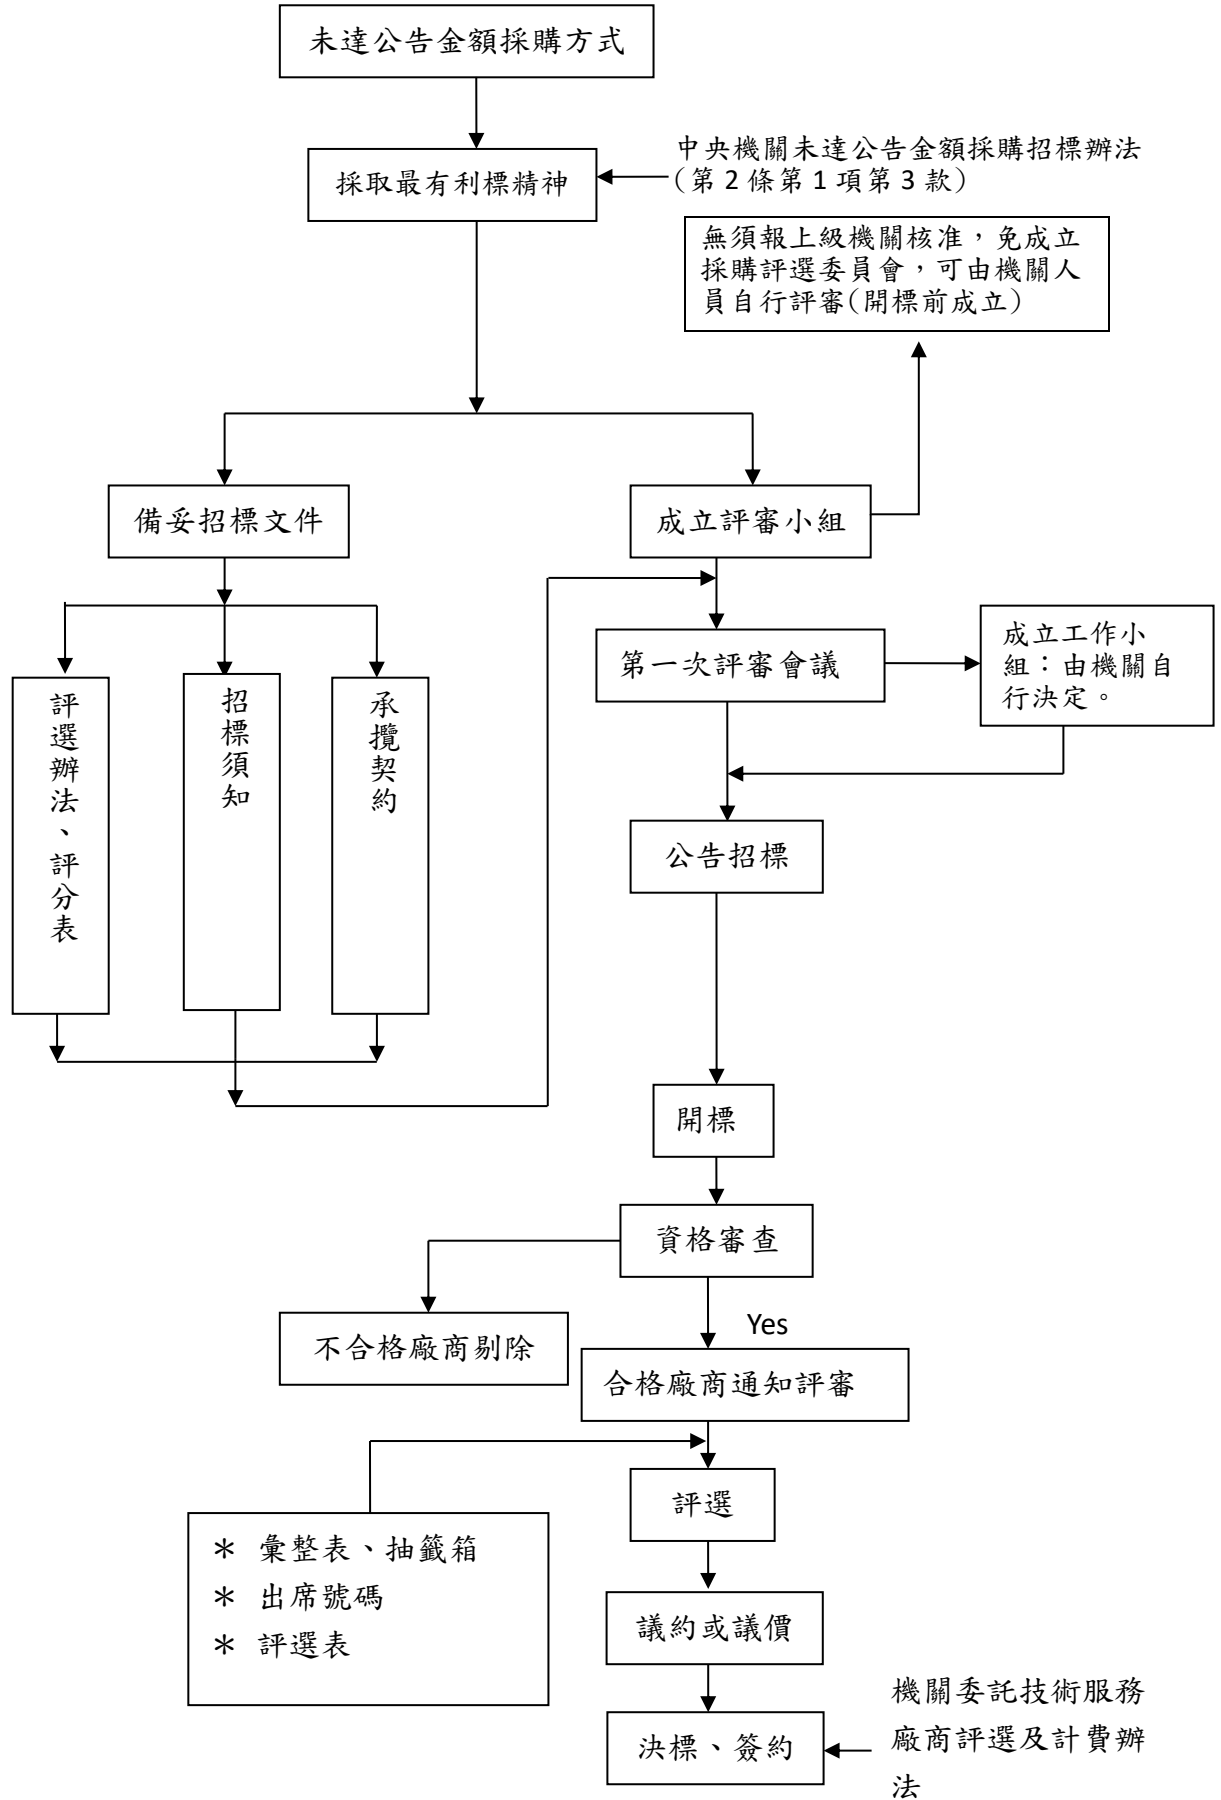 未達公告金額採購方式
採取最有利標精神
中央機關未達公告金額採購招標辦法
(第2條第1項第3款)
無須報上級機關核准，免成立
採購評選委員會，可由機關人
員自行評審(開標前成立)
備妥招標文件
成立評審小組
第一次評審會議
成立工作小
組：由機關自
行決定。
評選辦法、評分表
招標須知
承攬契約
公告招標
開標
資格審查
不合格廠商剔除
Yes
合格廠商通知評審
評選
＊ 彙整表、抽籤箱
＊ 出席號碼
＊ 評選表
議約或議價
決標、簽約
機關委託技術服務
廠商評選及計費辦
法